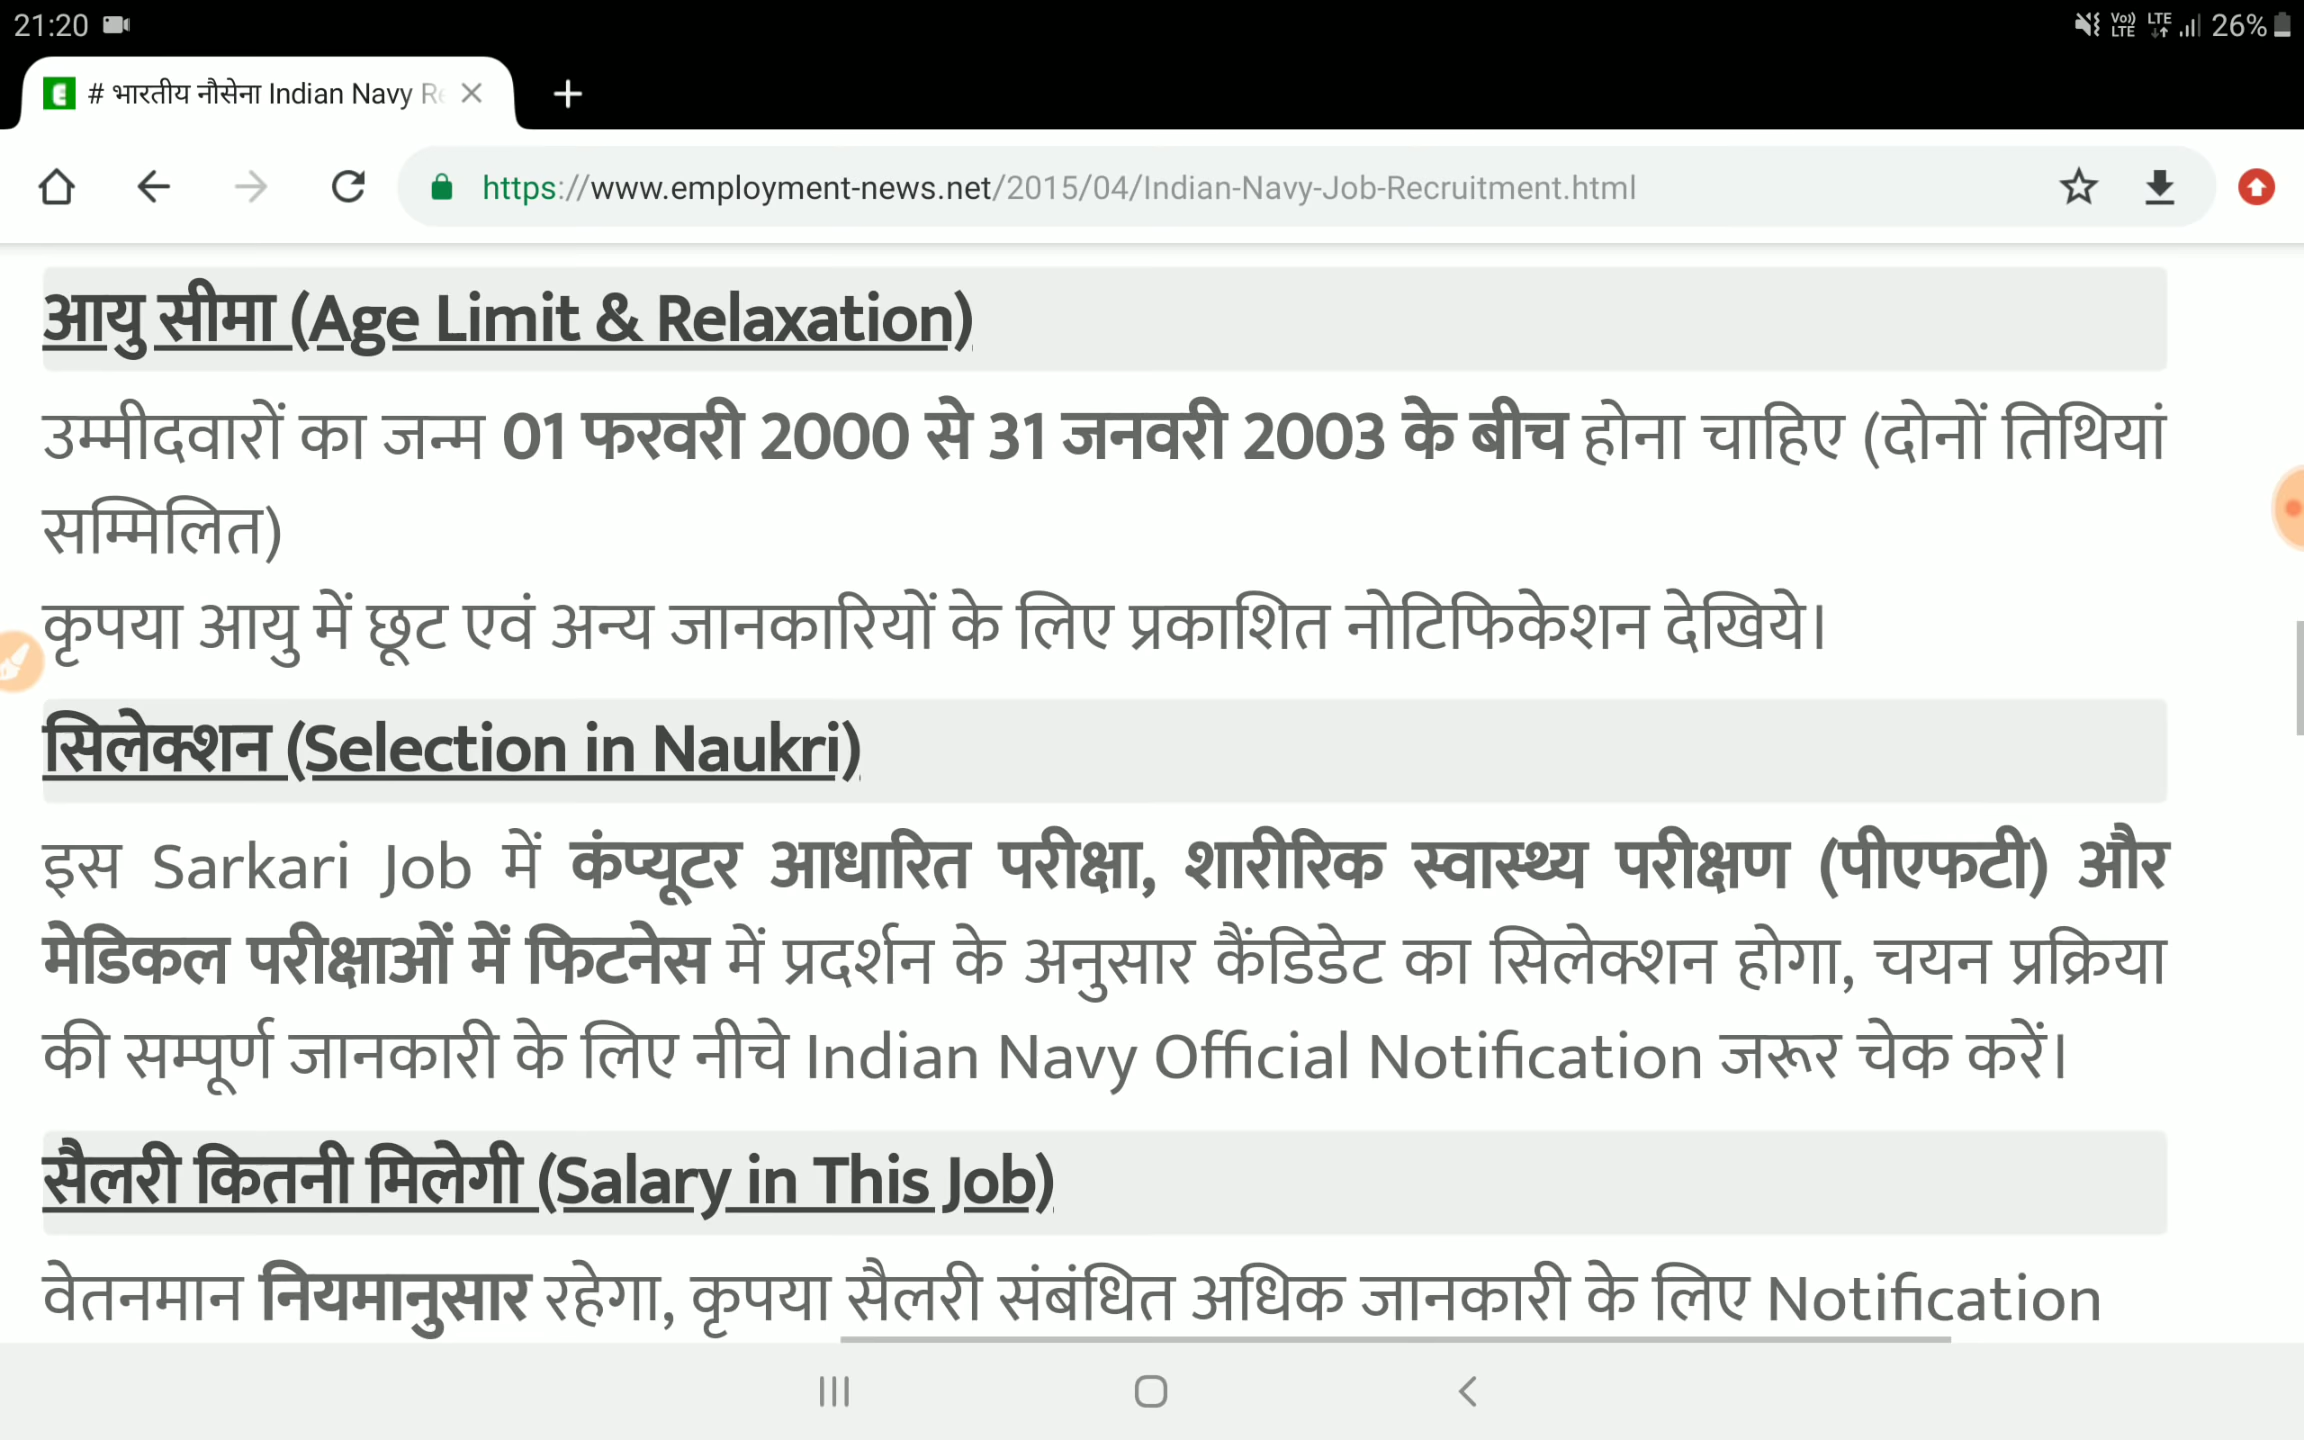 21:20
Vo)) LTE LTE 26%
# भारतीय नौसेना Indian Navy Re
https://www.employment-news.net/2015/04/Indian-Navy-Job-Recruitment.html
आयु सीमा (Age Limit & Relaxation)
उम्मीदवारों का जन्म 01 फरवरी 2000 से 31 जनवरी 2003 के बीच होना चाहिए (दोनों तिथियां
सम्मिलित)
कृपया आयु में छूट एवं अन्य जानकारियों के लिए प्रकाशित नोटिफिकेशन देखिये।
सिलेक्शन (Selection in Naukri)
इस Sarkari Job में कंप्यूटर आधारित परीक्षा, शारीरिक स्वास्थ्य परीक्षण (पीएफटी) और
मेडिकल परीक्षाओं में फिटनेस में प्रदर्शन के अनुसार कैंडिडेट का सिलेक्शन होगा, चयन प्रक्रिया
की सम्पूर्ण जानकारी के लिए नीचे Indian Navy Official Notification जरूर चेक करें।
सैलरी कितनी मिलेगी (Salary in This Job)
वेतनमान नियमानुसार रहेगा, कृपया सैलरी संबंधित अधिक जानकारी के लिए Notification